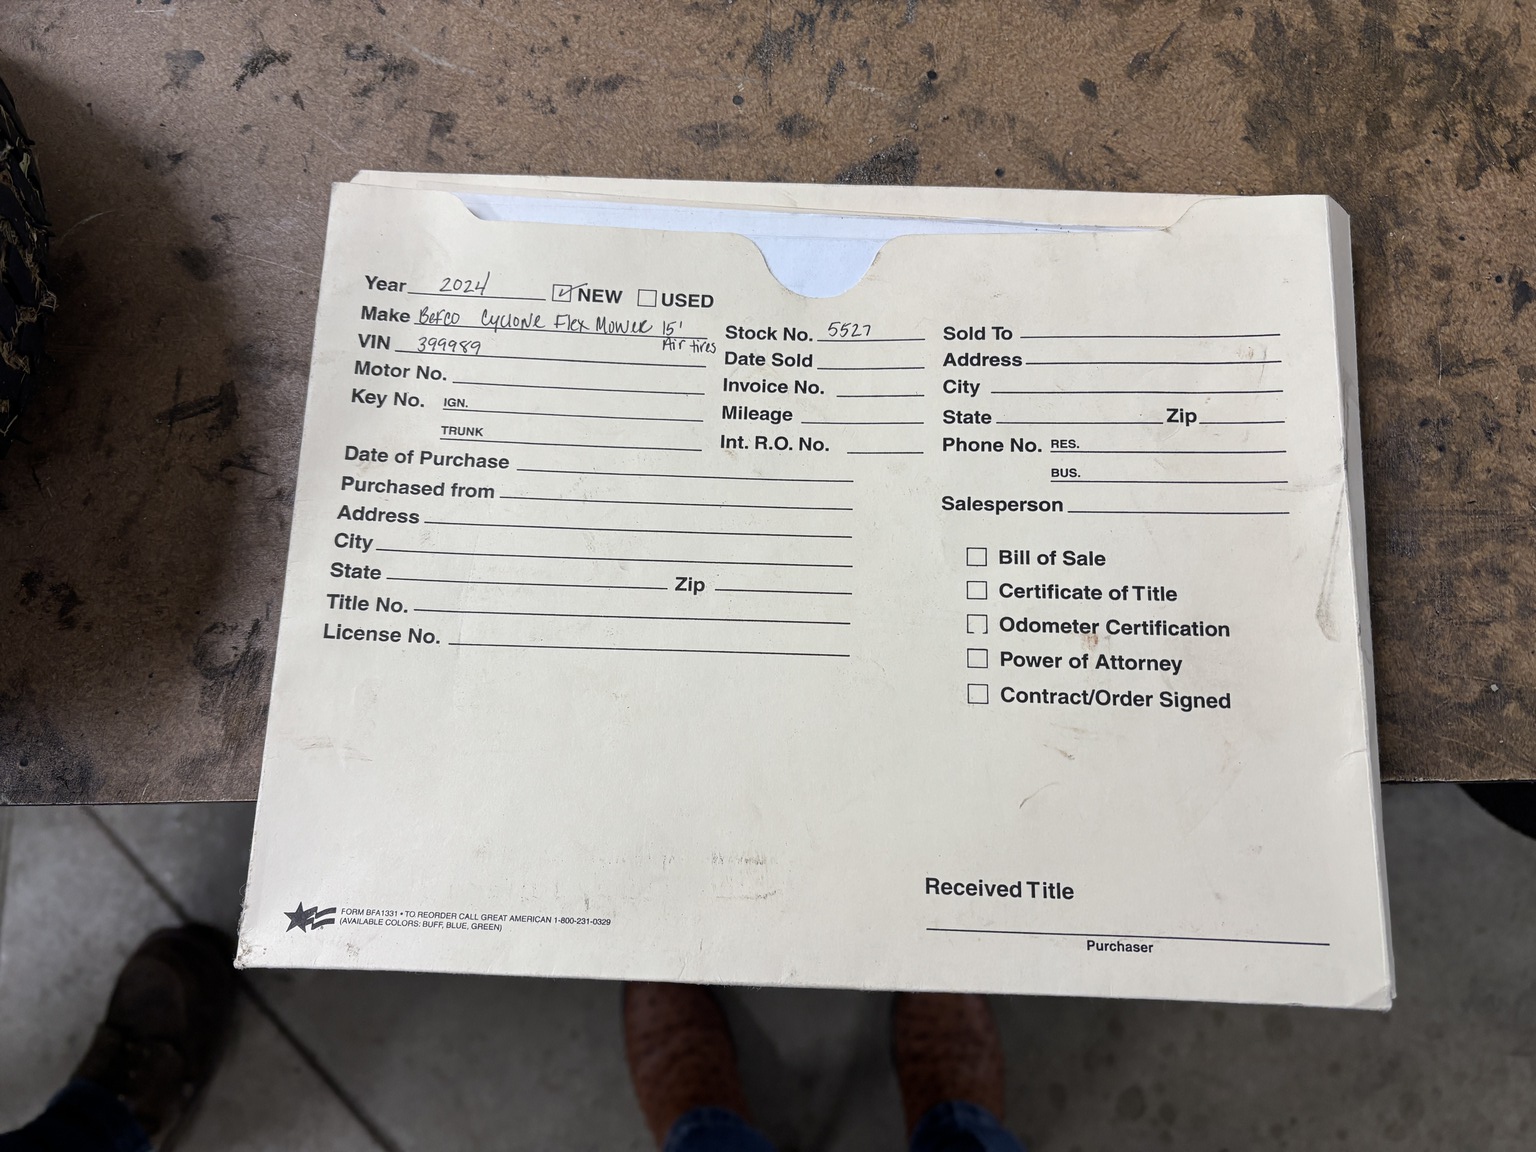 Year 2024 ☑ NEW ☐ USED
Make Befco Cyclone Flex Mower 15'
Air tires
VIN 399989
Motor No.
Key No. IGN.
TRUNK
Stock No. 5527
Date Sold
Invoice No.
Mileage
Int. R.O. No.
Sold To
Address
City
State Zip
Phone No. RES.
BUS.
Salesperson
Date of Purchase
Purchased from
Address
City
State Zip
Title No.
License No.
☐ Bill of Sale
☐ Certificate of Title
☐ Odometer Certification
☐ Power of Attorney
☐ Contract/Order Signed
Received Title
Purchaser
FORM BFA1331 • TO REORDER CALL GREAT AMERICAN 1-800-231-0329
(AVAILABLE COLORS: BUFF, BLUE, GREEN)